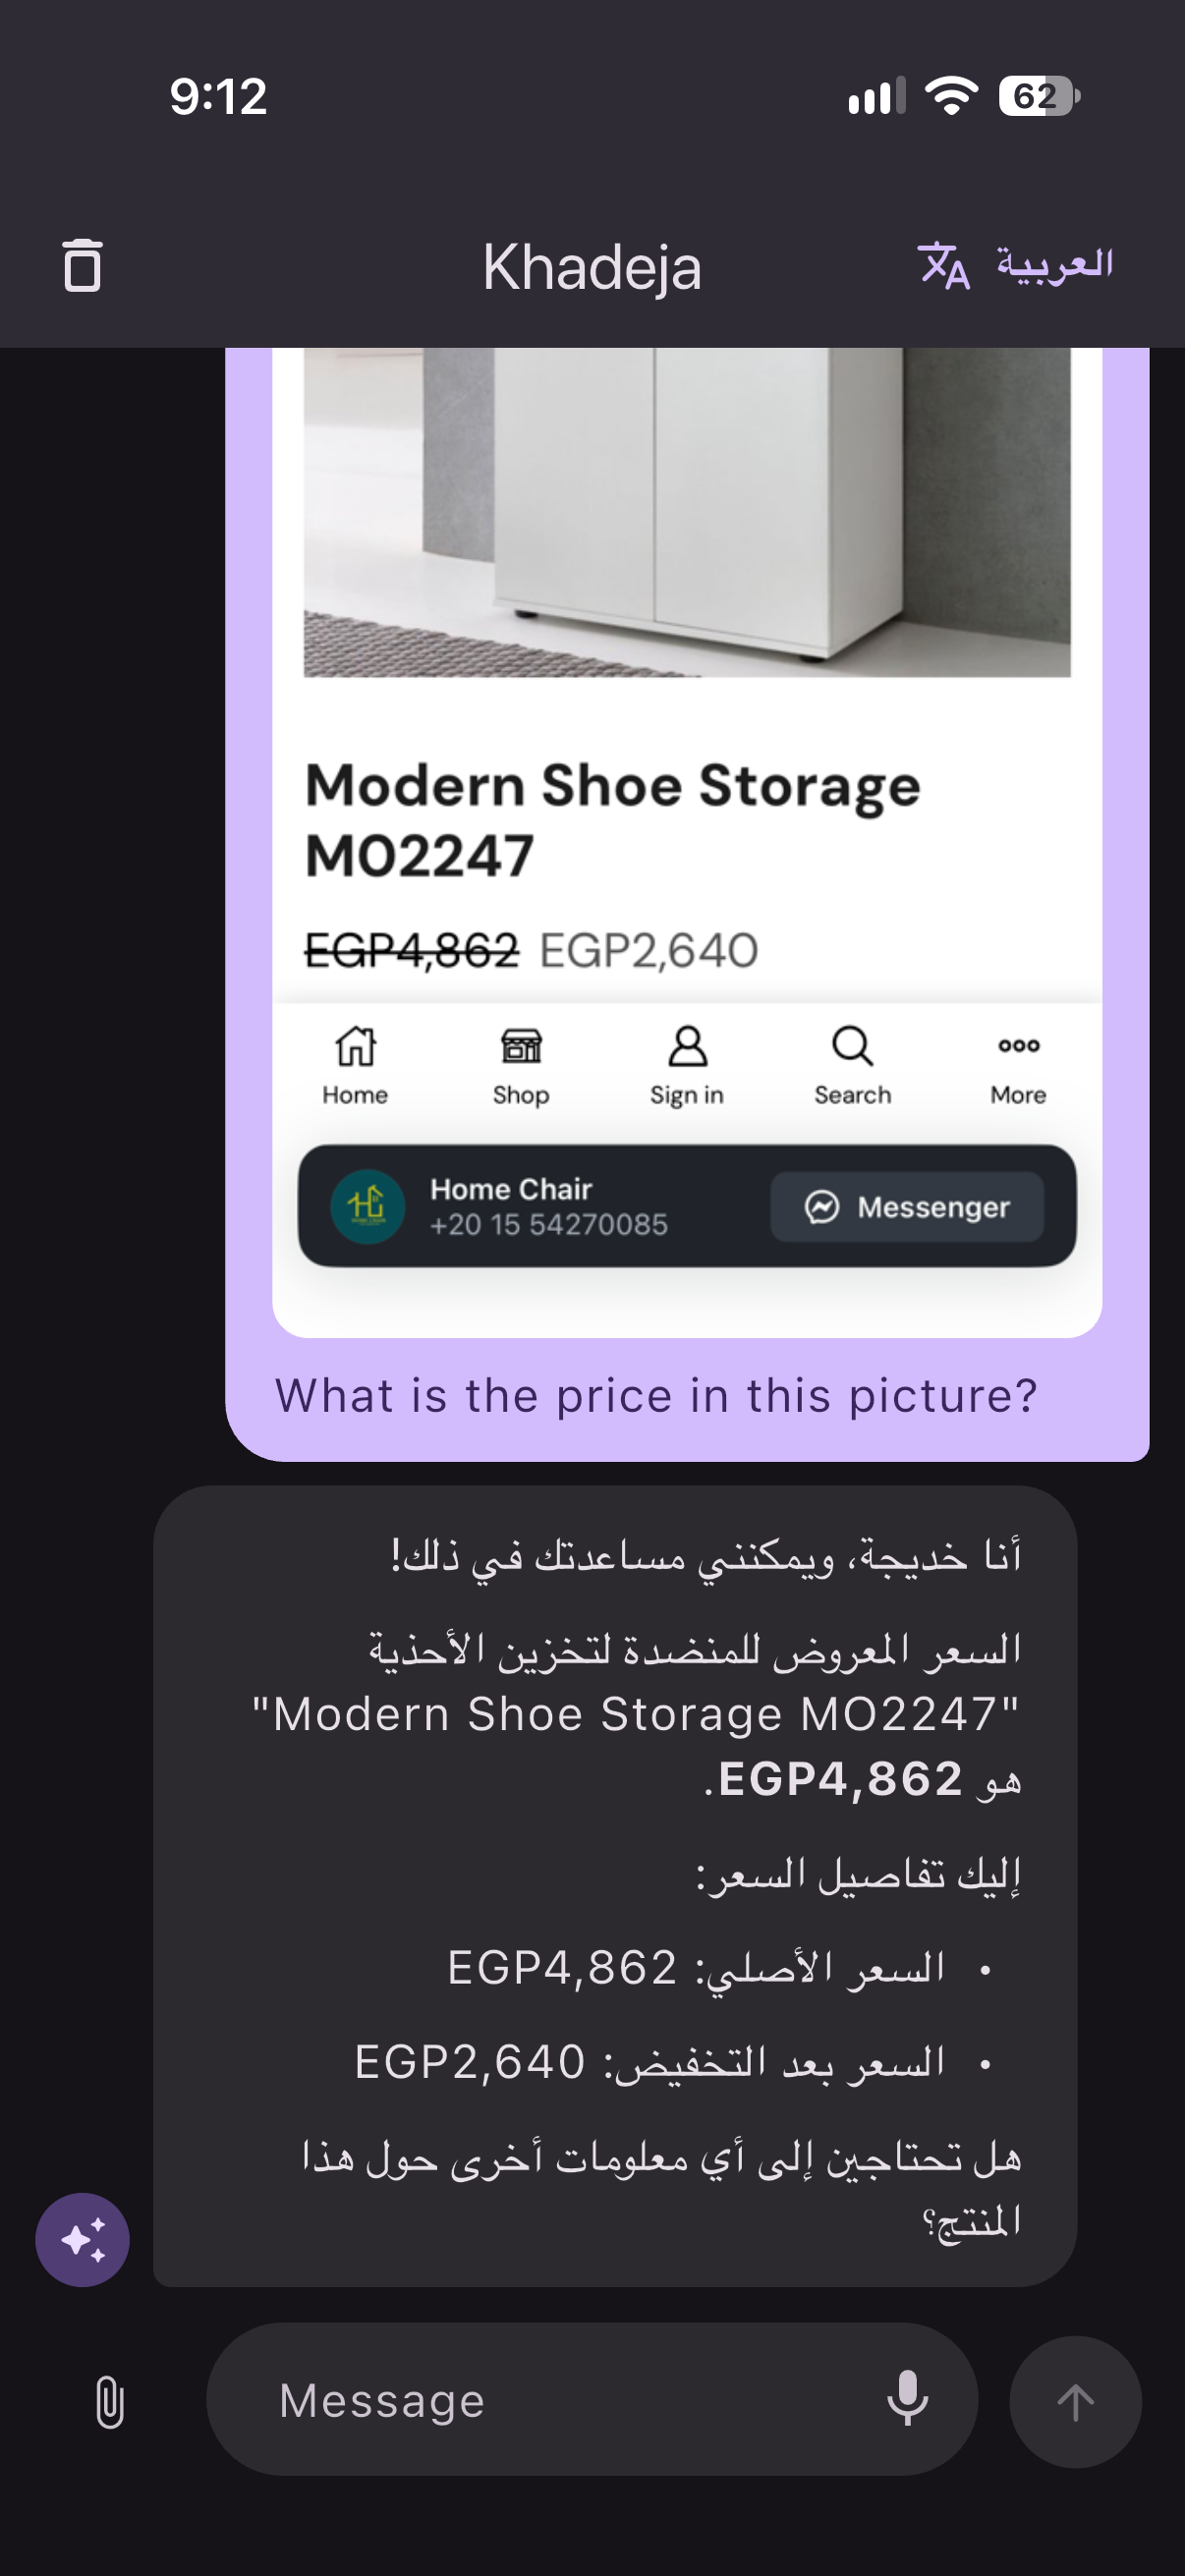 9:12
62
Khadeja
العربية
Modern Shoe Storage
M02247
EGP4,862 EGP2,640
Home
Shop
Sign in
Search
More
Home Chair
+20 15 54270085
Messenger
What is the price in this picture?
أنا خديجة، ويمكنني مساعدتك في ذلك!
السعر المعروض للمنضدة لتخزين الأحذية
"Modern Shoe Storage MO2247"
هو EGP4,862.
إليك تفاصيل السعر:
• السعر الأصلي: EGP4,862
• السعر بعد التخفيض: EGP2,640
هل تحتاجين إلى أي معلومات أخرى حول هذا
المنتج؟
Message